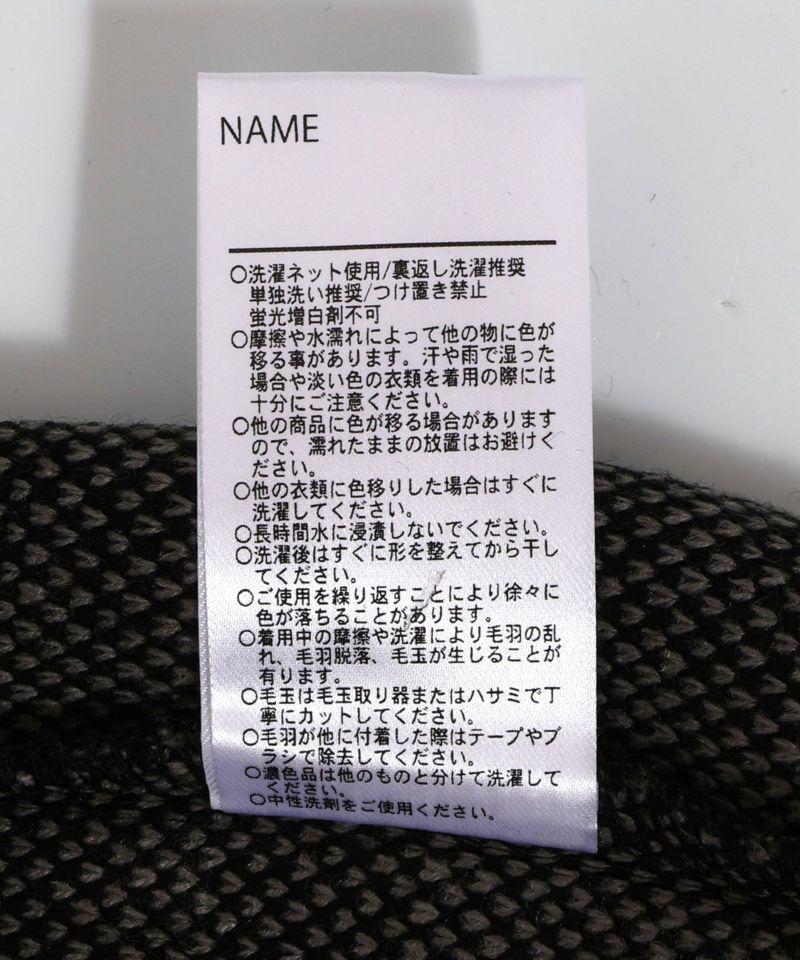 NAME
○洗濯ネット使用/裏返し洗濯推奨
単独洗い推奨/つけ置き禁止
蛍光増白剤不可
○摩擦や水濡れによって他の物に色が
移る事があります。汗や雨で湿った
場合や淡い色の衣類を着用の際には
十分にご注意ください。
○他の商品に色が移る場合があります
ので、濡れたままの放置はお避けく
ださい。
○他の衣類に色移りした場合はすぐに
洗濯してください。
○長時間水に浸漬しないでください。
○洗濯後はすぐに形を整えてから干し
てください。
○ご使用を繰り返すことにより徐々に
色が落ちることがあります。
○着用中の摩擦や洗濯により毛羽の乱
れ、毛羽脱落、毛玉が生じることが
有ります。
○毛玉は毛玉取り器またはハサミで丁
寧にカットしてください。
○毛羽が他に付着した際はテープやブ
ラシで除去してください。
○濃色品は他のものと分けて洗濯して
ください。
○中性洗剤をご使用ください。